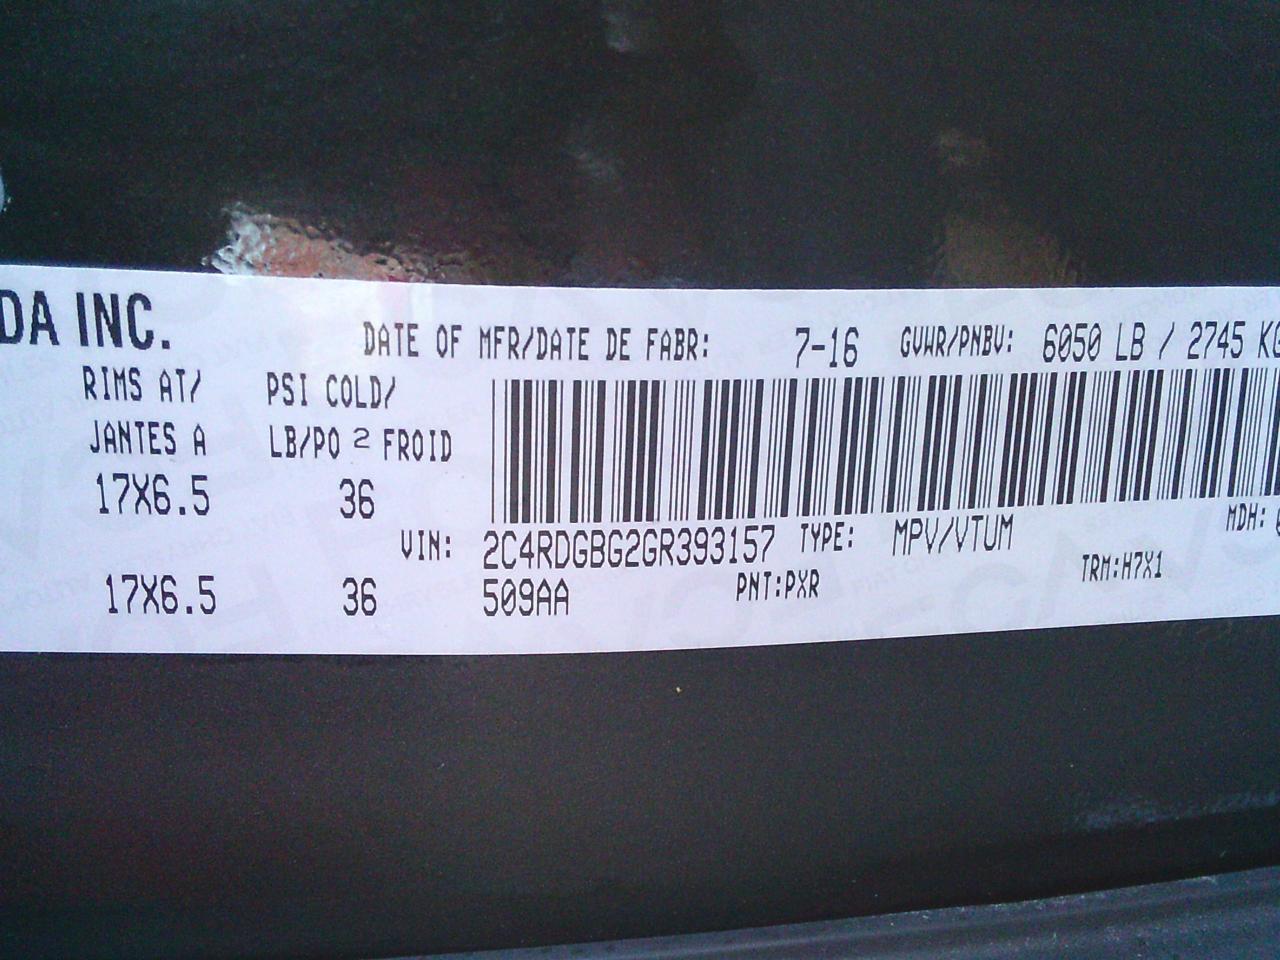 DA INC.
DATE OF MFR/DATE DE FABR: 7-16 GVWR/PNBV: 6050 LB / 2745 KG
RIMS AT/ PSI COLD/
JANTES A LB/PO 2 FROID
17X6.5 36
VIN: 2C4RDGBG2GR393157 TYPE: MPV/VTUM MDH:
17X6.5 36 509AA PNT:PXR TRM:H7X1